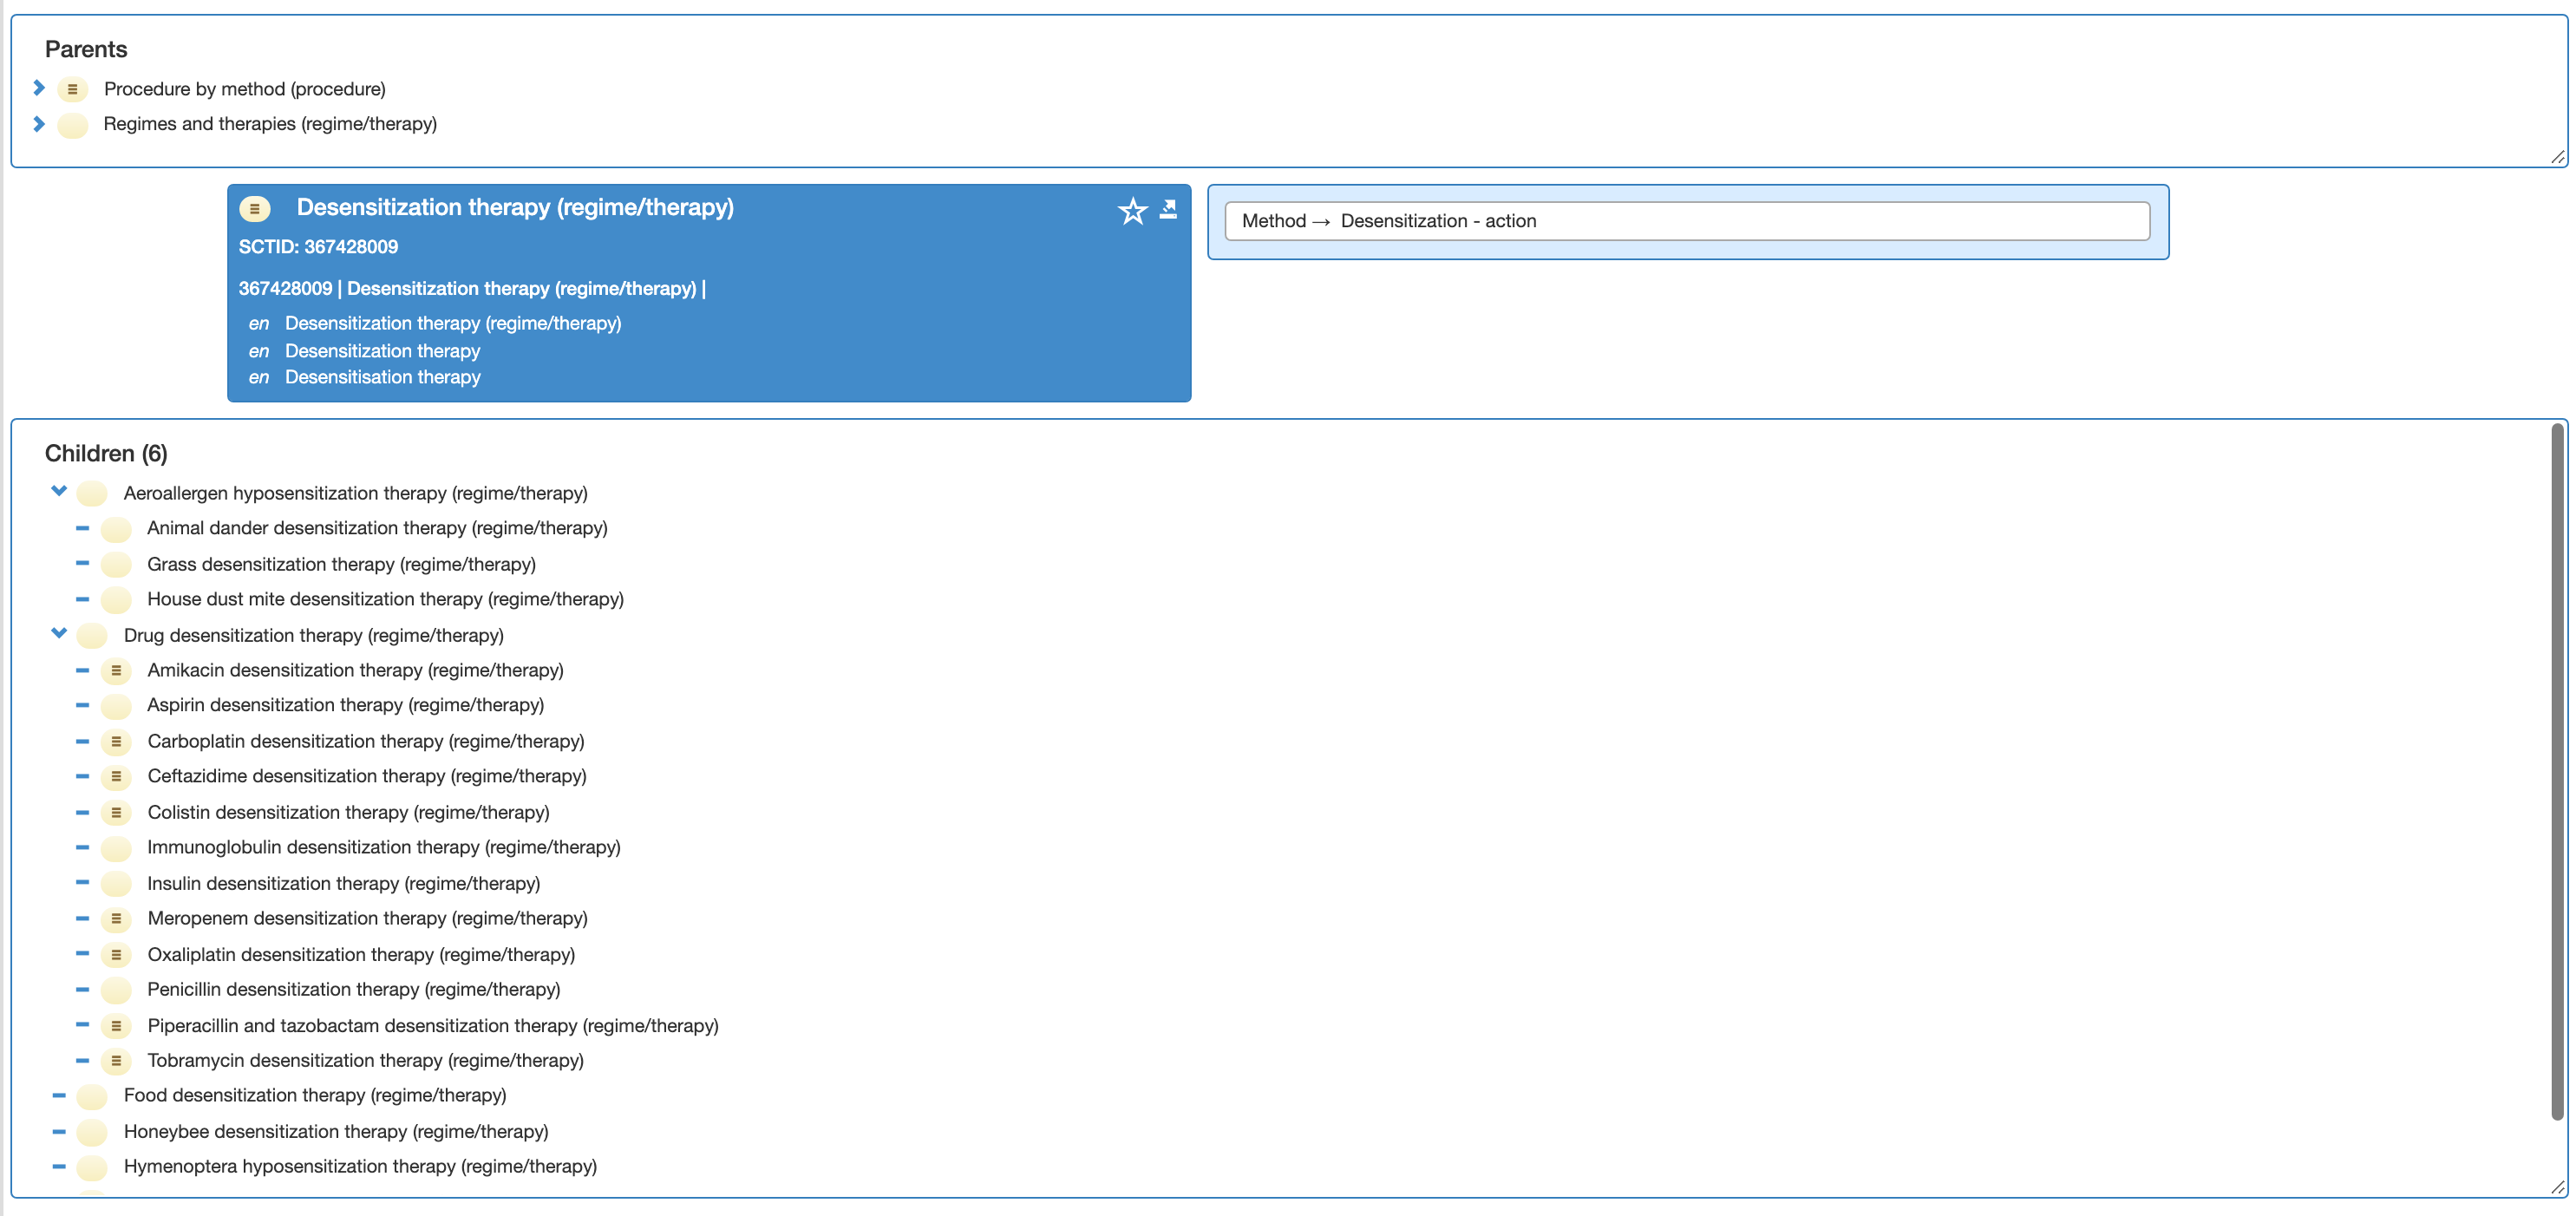 Parents
Procedure by method (procedure)
Regimes and therapies (regime/therapy)
Desensitization therapy (regime/therapy)
SCTID: 367428009
367428009 | Desensitization therapy (regime/therapy) |
en Desensitization therapy (regime/therapy)
en Desensitization therapy
en Desensitisation therapy
Method → Desensitization - action
Children (6)
Aeroallergen hyposensitization therapy (regime/therapy)
Animal dander desensitization therapy (regime/therapy)
Grass desensitization therapy (regime/therapy)
House dust mite desensitization therapy (regime/therapy)
Drug desensitization therapy (regime/therapy)
Amikacin desensitization therapy (regime/therapy)
Aspirin desensitization therapy (regime/therapy)
Carboplatin desensitization therapy (regime/therapy)
Ceftazidime desensitization therapy (regime/therapy)
Colistin desensitization therapy (regime/therapy)
Immunoglobulin desensitization therapy (regime/therapy)
Insulin desensitization therapy (regime/therapy)
Meropenem desensitization therapy (regime/therapy)
Oxaliplatin desensitization therapy (regime/therapy)
Penicillin desensitization therapy (regime/therapy)
Piperacillin and tazobactam desensitization therapy (regime/therapy)
Tobramycin desensitization therapy (regime/therapy)
Food desensitization therapy (regime/therapy)
Honeybee desensitization therapy (regime/therapy)
Hymenoptera hyposensitization therapy (regime/therapy)